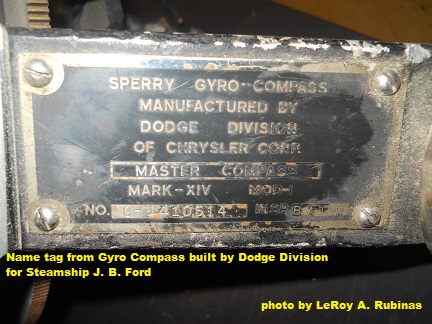 SPERRY GYRO-COMPASS
MANUFACTURED BY
DODGE DIVISION
OF CHRYSLER CORP.
MASTER COMPASS
MARK-XIV MOD-1
NO. INSP.
Name tag from Gyro Compass built by Dodge Division
for Steamship J. B. Ford
photo by LeRoy A. Rubinas